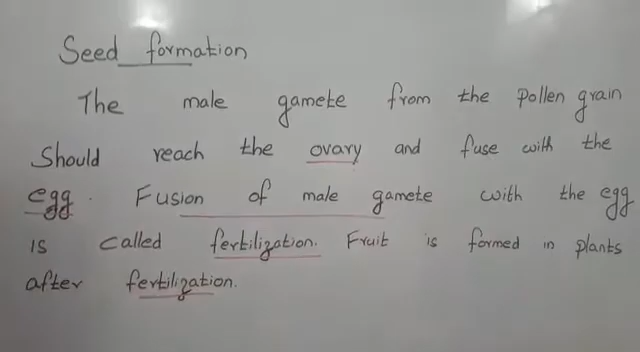 Seed formation
The male gamete from the pollen grain
Should reach the ovary and fuse with the
egg. Fusion of male gamete with the egg
is called fertilization. Fruit is formed in plants
after fertilization.